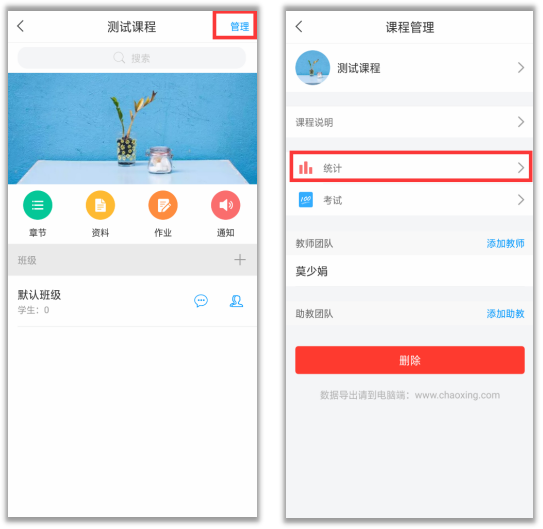 测试课程
管理
搜索
章节
资料
作业
通知
班级
默认班级
学生：0
课程管理
测试课程
课程说明
统计
100
考试
教师团队
添加教师
莫少娟
助教团队
添加助教
删除
数据导出请到电脑端：www.chaoxing.com